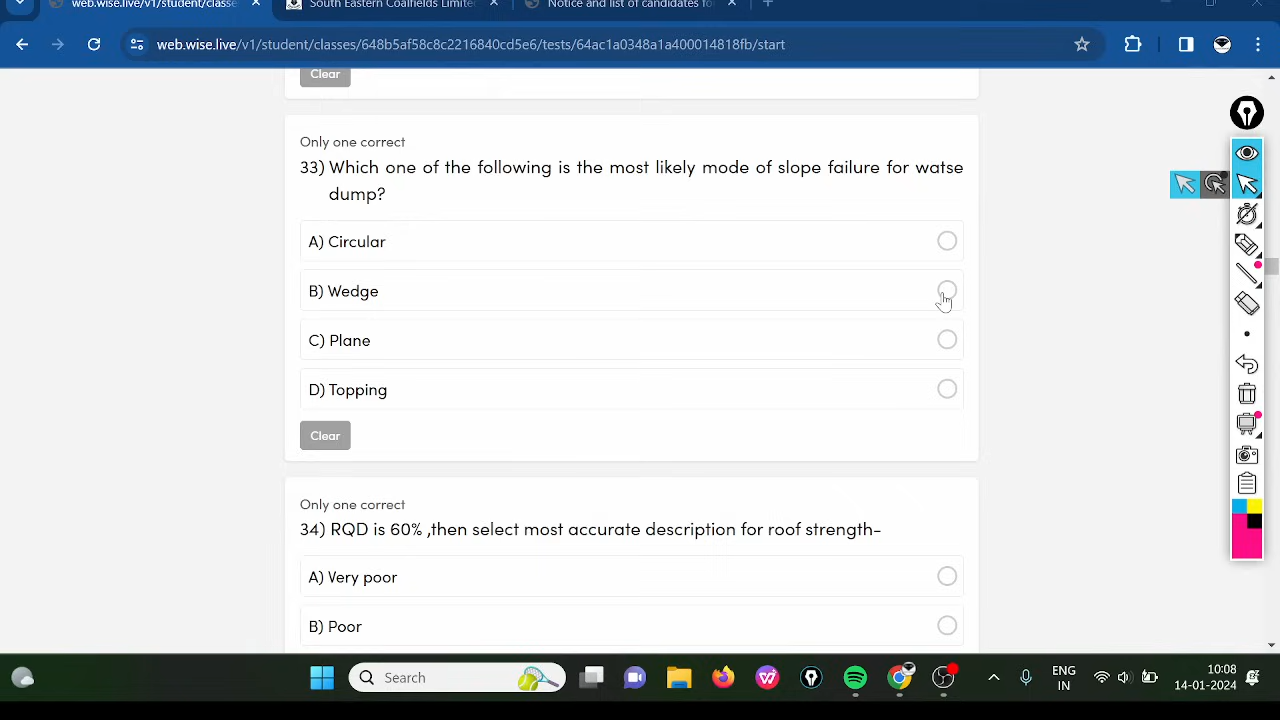 web.wise.live/v1/student/classe
South Eastern Coalfields Limite
Notice and list of candidates fo
web.wise.live/v1/student/classes/648b5af58c8c2216840cd5e6/tests/64ac1a0348a1a400014818fb/start
Clear
Only one correct
33) Which one of the following is the most likely mode of slope failure for watse
dump?
A) Circular
B) Wedge
C) Plane
D) Topping
Clear
Only one correct
34) RQD is 60% ,then select most accurate description for roof strength-
A) Very poor
B) Poor
Search
ENG
IN
10:08
14-01-2024